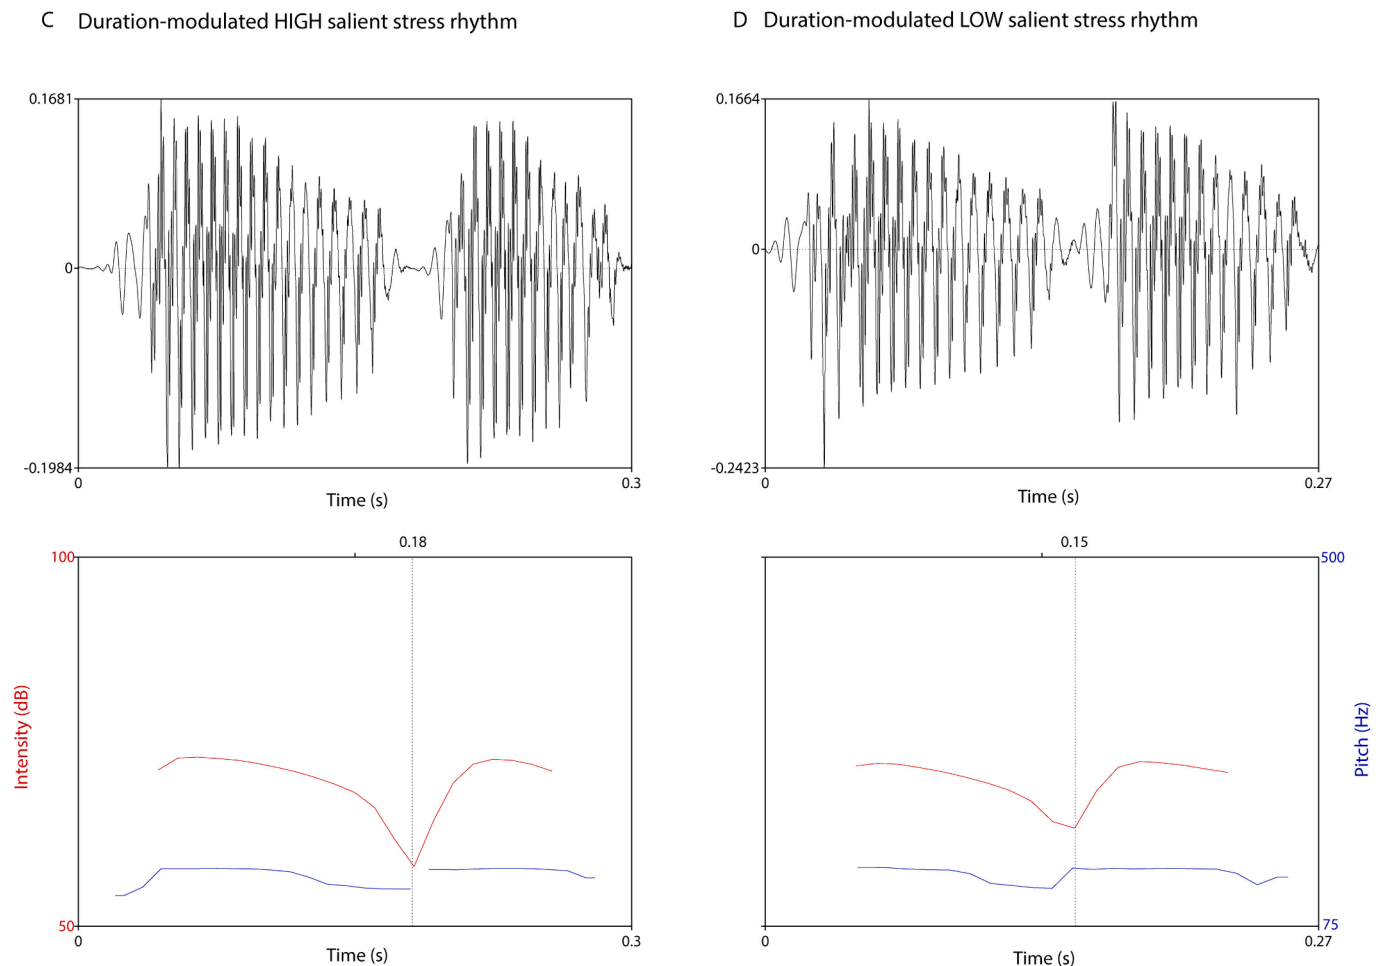 C Duration-modulated HIGH salient stress rhythm
D Duration-modulated LOW salient stress rhythm
0.1681
0
-0.1984
0
0.3
Time (s)
0.1664
0
-0.2423
0
0.27
Time (s)
0.18
100
Intensity (dB)
50
0
0.3
Time (s)
0.15
500
Pitch (Hz)
75
0
0.27
Time (s)